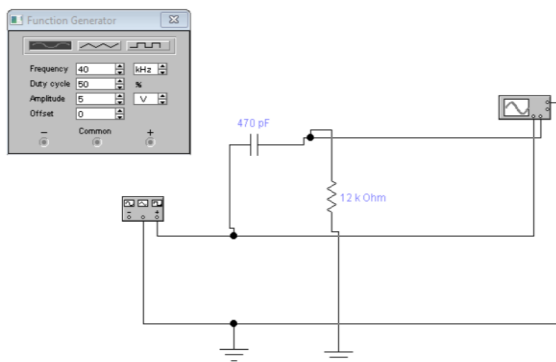 Function Generator
Frequency 40 kHz
Duty cycle 50 %
Amplitude 5 V
Offset 0
− Common +
470 pF
12 k Ohm
− +